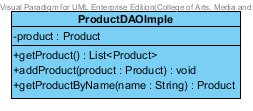 Visual Paradigm for UML Enterprise Edition(College of Arts, Media and
ProductDAOImple
-product : Product
+getProduct() : List<Product>
+addProduct(product : Product) : void
+getProductByName(name : String) : Product